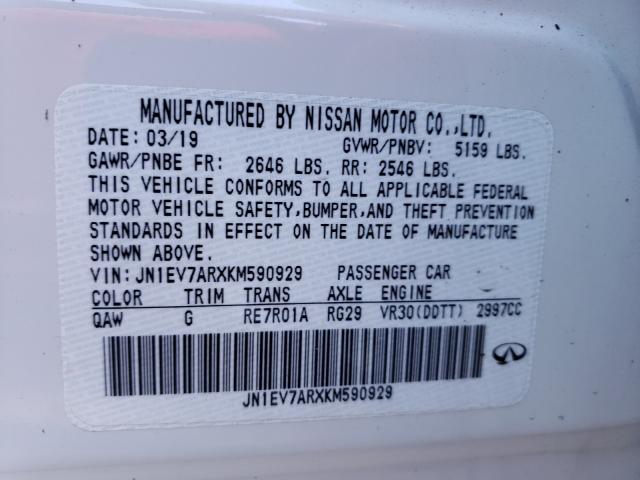 MANUFACTURED BY NISSAN MOTOR CO.,LTD.
DATE: 03/19 GVWR/PNBV: 5159 LBS.
GAWR/PNBE FR: 2646 LBS. RR: 2546 LBS.
THIS VEHICLE CONFORMS TO ALL APPLICABLE FEDERAL
MOTOR VEHICLE SAFETY,BUMPER,AND THEFT PREVENTION
STANDARDS IN EFFECT ON THE DATE OF MANUFACTURE
SHOWN ABOVE.
VIN: JN1EV7ARXKM590929 PASSENGER CAR
COLOR TRIM TRANS AXLE ENGINE
QAW G RE7R01A RG29 VR30(DDTT) 2997CC
JN1EV7ARXKM590929